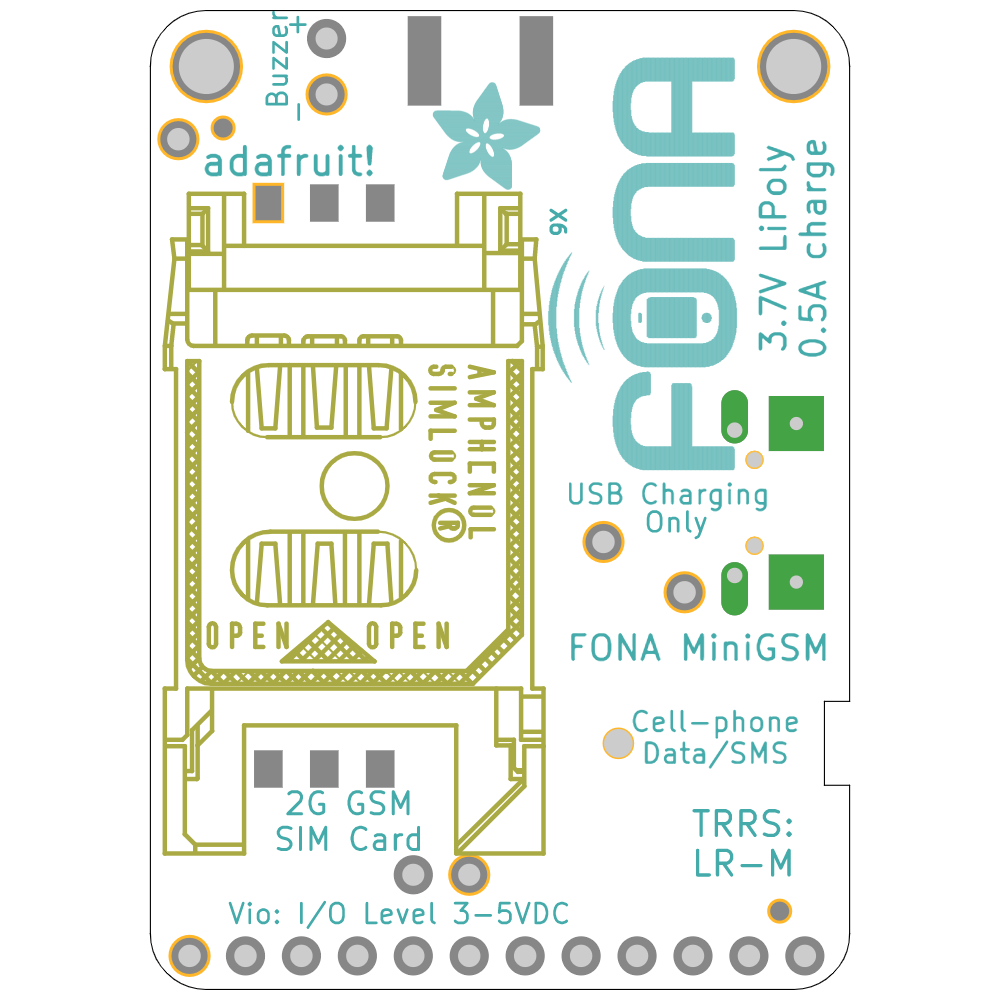 +
Buzzer
-
adafruit!
X6
FONA
3.7V LiPoly
0.5A charge
AMPHENOL
SIMLOCK®
USB Charging
Only
OPEN OPEN
FONA MiniGSM
Cell-phone
Data/SMS
2G GSM
SIM Card
TRRS:
LR-M
Vio: I/O Level 3-5VDC